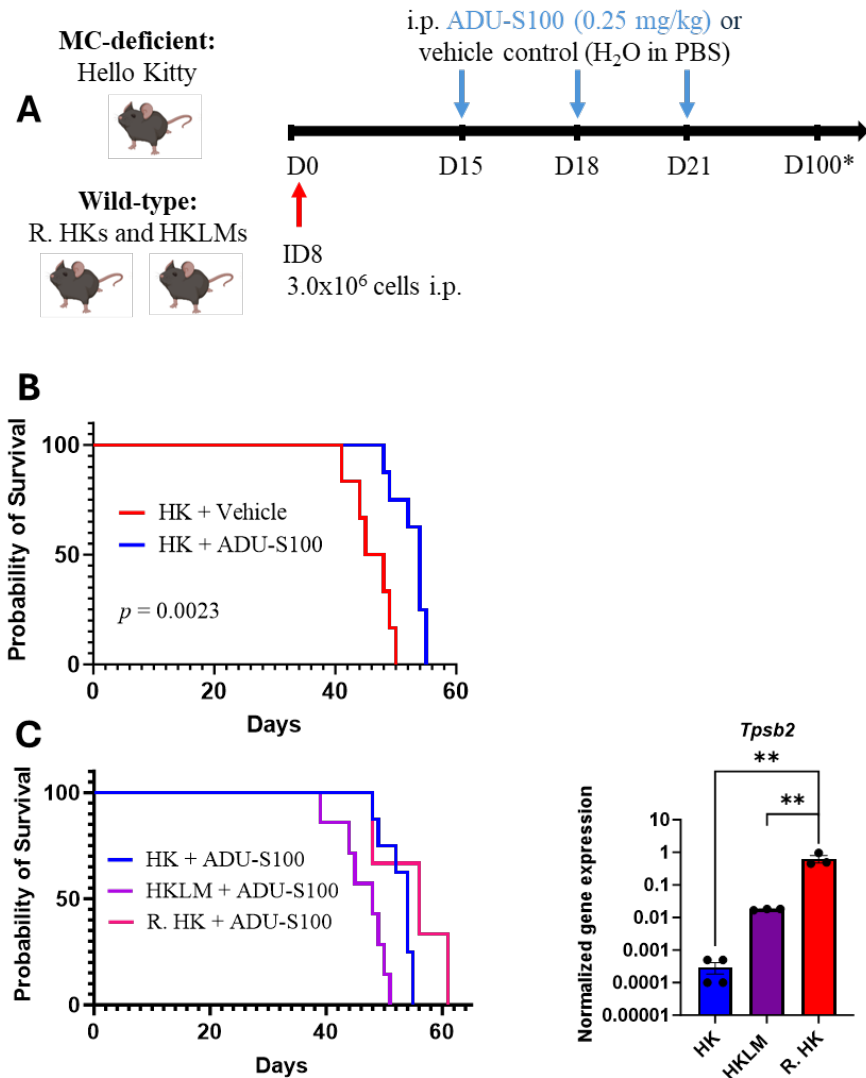 MC-deficient:
Hello Kitty
A
Wild-type:
R. HKs and HKLMs
i.p. ADU-S100 (0.25 mg/kg) or
vehicle control (H₂O in PBS)
D0
D15
D18
D21
D100*
ID8
3.0x10⁶ cells i.p.
B
Probability of Survival
100
50
0
HK + Vehicle
HK + ADU-S100
p = 0.0023
0
20
40
60
Days
C
Probability of Survival
100
50
0
HK + ADU-S100
HKLM + ADU-S100
R. HK + ADU-S100
0
20
40
60
Days
Tpsb2
**
**
Normalized gene expression
10
1
0.1
0.01
0.001
0.0001
0.00001
HK
HKLM
R. HK